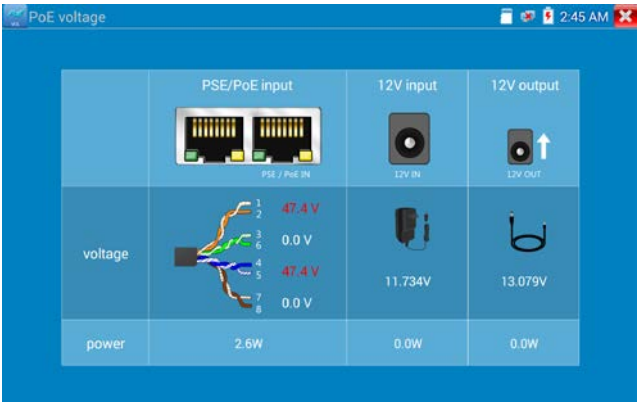 PoE voltage 2:45 AM
PSE/PoE input 12V input 12V output
PSE / PoE IN 12V IN 12V OUT
1
2 47.4 V
3
6 0.0 V
voltage
4
5 47.4 V
11.734V 13.079V
7
8 0.0 V
power 2.6W 0.0W 0.0W